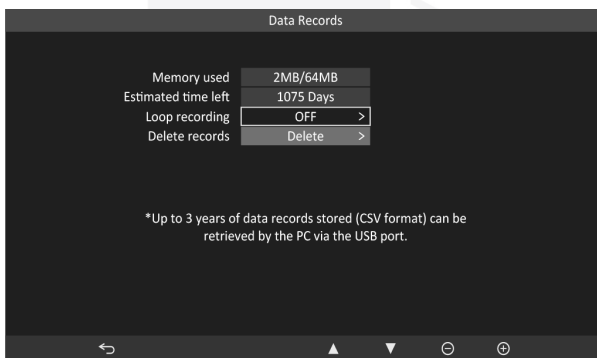 Data Records
Memory used 2MB/64MB
Estimated time left 1075 Days
Loop recording OFF >
Delete records Delete >
*Up to 3 years of data records stored (CSV format) can be
retrieved by the PC via the USB port.